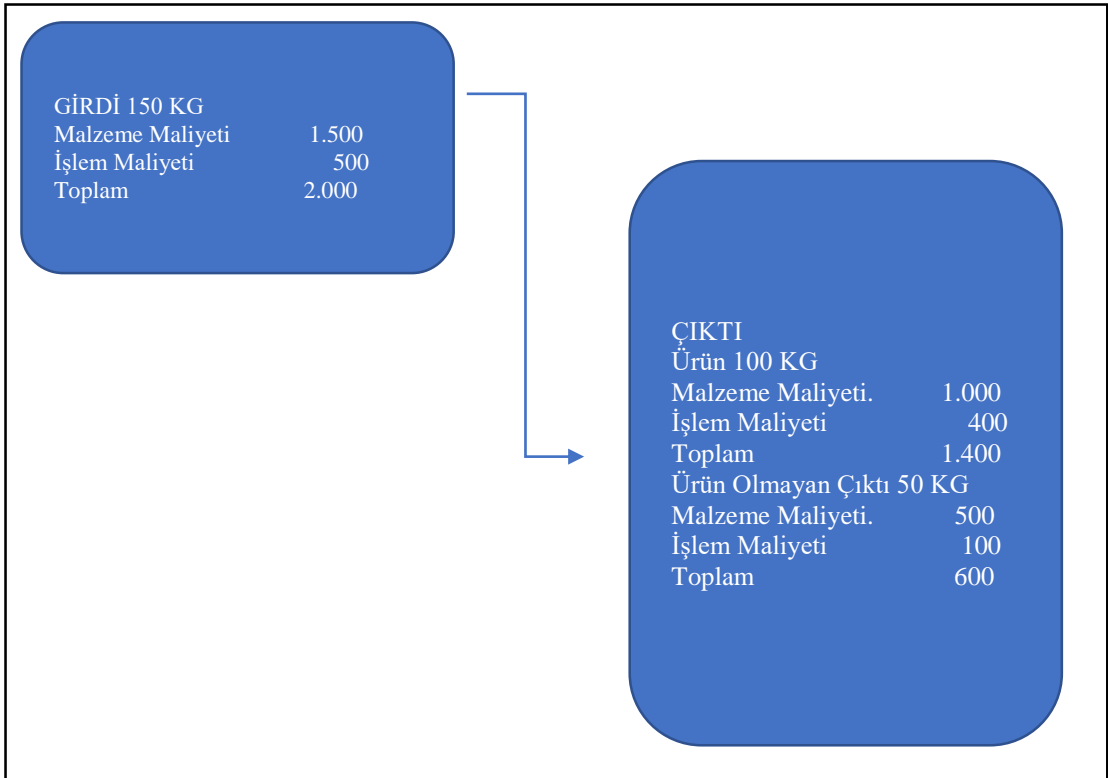 GİRDİ 150 KG
Malzeme Maliyeti 1.500
İşlem Maliyeti 500
Toplam 2.000
ÇIKTI
Ürün 100 KG
Malzeme Maliyeti. 1.000
İşlem Maliyeti 400
Toplam 1.400
Ürün Olmayan Çıktı 50 KG
Malzeme Maliyeti. 500
İşlem Maliyeti 100
Toplam 600